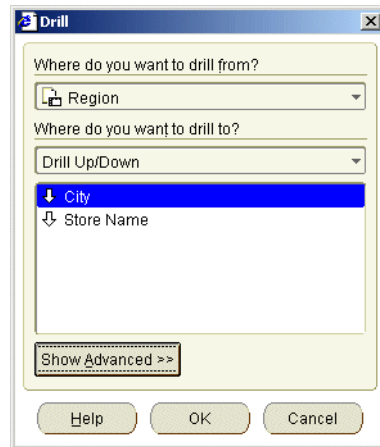 Drill
Where do you want to drill from?
Region
Where do you want to drill to?
Drill Up/Down
City
Store Name
Show Advanced >>
Help OK Cancel